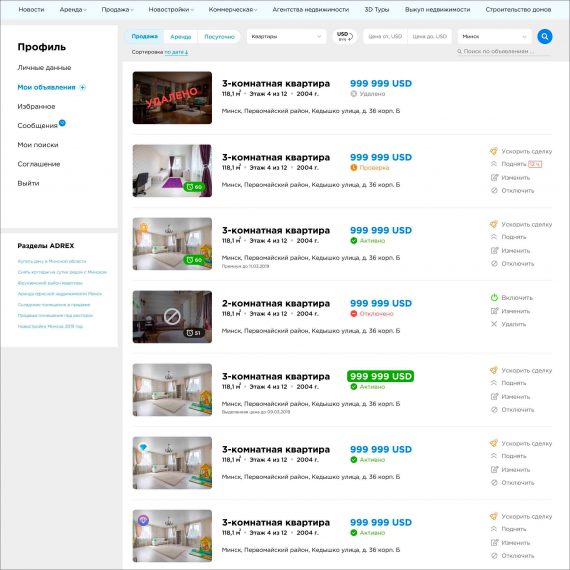 Новости Аренда Продажа Новостройки Коммерческая Агентства недвижимости 3D Туры Выкуп недвижимости Строительство домов
Профиль
Личные данные
Мои объявления
Избранное
Сообщения
Мои поиски
Соглашение
Выйти
Разделы ADREX
Купить дачу в Минской области
Снять коттедж на сутки рядом с Минском
Фрунзенский район квартиры
Аренда офисной недвижимости Минск
Складские помещения в продаже
Продажа помещения под ресторан
Новостройки Минска 2019 год
Продажа Аренда Посуточно Квартиры USD BYN Цена от, USD Цена до, USD Минск
Сортировка по дате Поиск по объявлениям ...
УДАЛЕНО
3-комнатная квартира 999 999 USD
118,1 м² • Этаж 4 из 12 • 2004 г. Удалено
Минск, Первомайский район, Кедышко улица, д. 36 корп. Б
60
3-комнатная квартира 999 999 USD
118,1 м² • Этаж 4 из 12 • 2004 г. Проверка
Минск, Первомайский район, Кедышко улица, д. 36 корп. Б
Ускорить сделку
Поднять 12 ч.
Изменить
Отключить
60
3-комнатная квартира 999 999 USD
118,1 м² • Этаж 4 из 12 • 2004 г. Активно
Минск, Первомайский район, Кедышко улица, д. 36 корп. Б
Премиум до 11.03.2019
Ускорить сделку
Поднять
Изменить
Отключить
51
2-комнатная квартира 999 999 USD
118,1 м² • Этаж 4 из 12 • 2004 г. Отключено
Минск, Первомайский район, Кедышко улица, д. 36 корп. Б
Включить
Изменить
Удалить
3-комнатная квартира 999 999 USD
118,1 м² • Этаж 4 из 12 • 2004 г. Активно
Минск, Первомайский район, Кедышко улица, д. 36 корп. Б
Выделенная цена до 09.03.2019
Ускорить сделку
Поднять
Изменить
Отключить
3-комнатная квартира 999 999 USD
118,1 м² • Этаж 4 из 12 • 2004 г. Активно
Минск, Первомайский район, Кедышко улица, д. 36 корп. Б
Ускорить сделку
Поднять
Изменить
Отключить
3-комнатная квартира 999 999 USD
118,1 м² • Этаж 4 из 12 • 2004 г. Активно
Минск, Первомайский район, Кедышко улица, д. 36 корп. Б
Ускорить сделку
Поднять
Изменить
Отключить